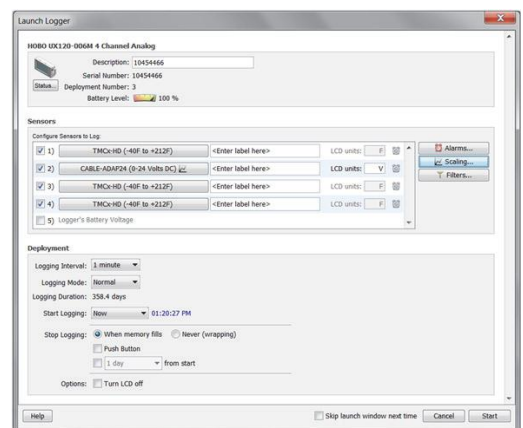 Launch Logger
HOBO UX120-006M 4 Channel Analog
Description: 10454466
Serial Number: 10454466
Status... Deployment Number: 3
Battery Level: 100 %
Sensors
Configure Sensors to Log:
1) TMCx-HD (-40F to +212F) <Enter label here> LCD units: F Alarms...
2) CABLE-ADAP24 (0-24 Volts DC) <Enter label here> LCD units: V Scaling...
3) TMCx-HD (-40F to +212F) <Enter label here> LCD units: F Filters...
4) TMCx-HD (-40F to +212F) <Enter label here> LCD units: F
5) Logger's Battery Voltage
Deployment
Logging Interval: 1 minute
Logging Mode: Normal
Logging Duration: 358.4 days
Start Logging: Now 01:20:27 PM
Stop Logging: When memory fills Never (wrapping)
Push Button
1 day from start
Options: Turn LCD off
Help Skip launch window next time Cancel Start